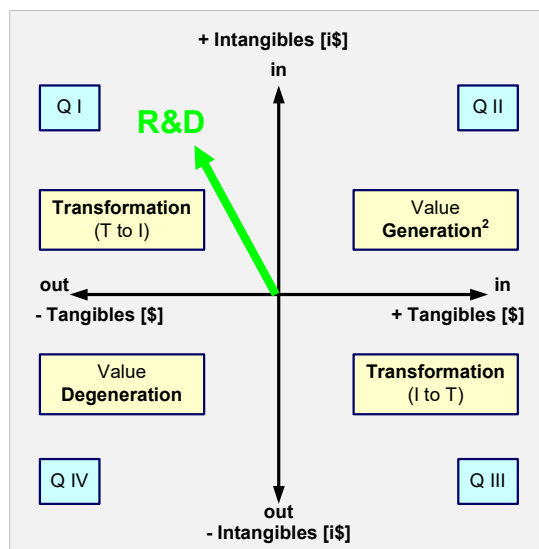 + Intangibles [i$]
in
Q I
Q II
R&D
Transformation
(T to I)
Value
Generation²
out
in
- Tangibles [$]
+ Tangibles [$]
Value
Degeneration
Transformation
(I to T)
Q IV
Q III
out
- Intangibles [i$]